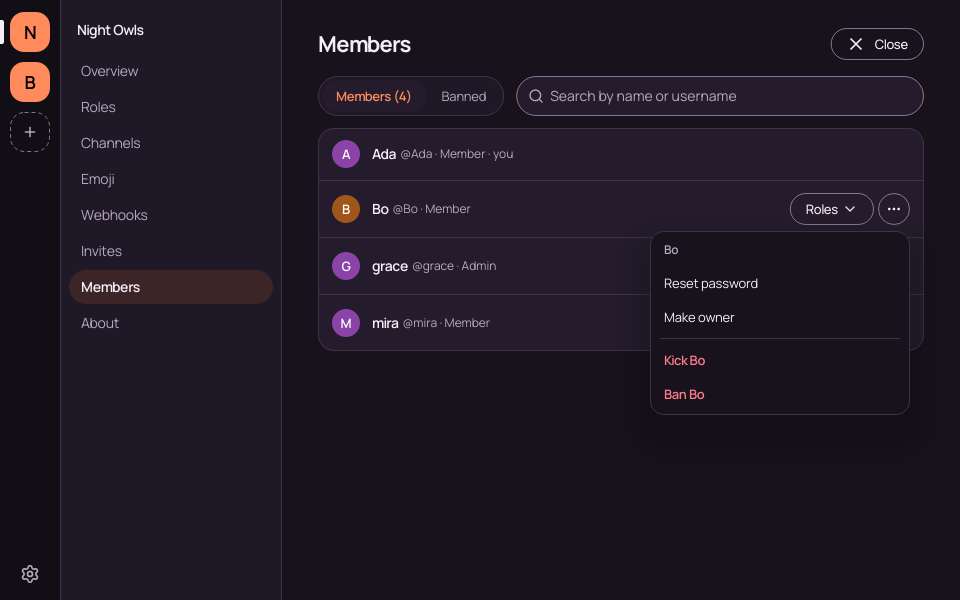 N
B
Night Owls
Overview
Roles
Channels
Emoji
Webhooks
Invites
Members
About
Members
Close
Members (4)
Banned
Search by name or username
A
Ada @Ada · Member · you
B
Bo @Bo · Member
Roles
G
grace @grace · Admin
M
mira @mira · Member
Bo
Reset password
Make owner
Kick Bo
Ban Bo